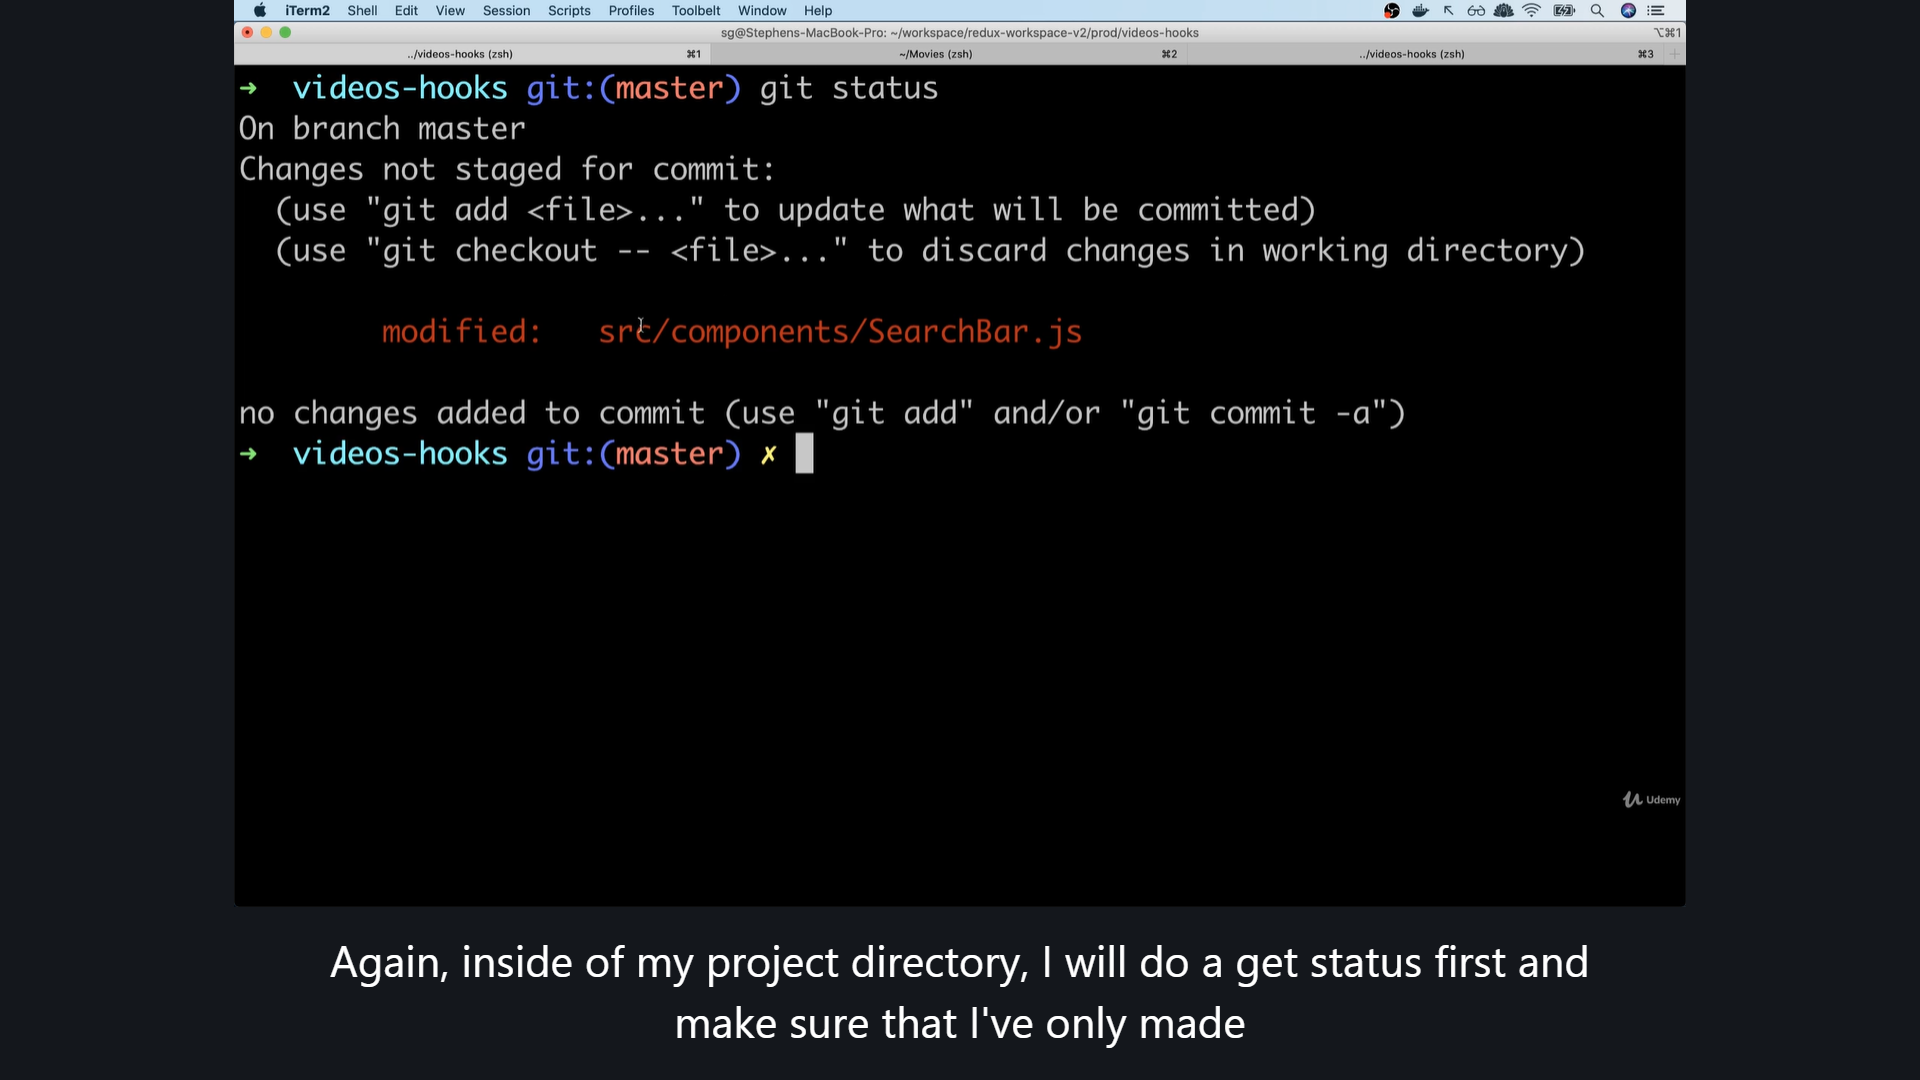 iTerm2 Shell Edit View Session Scripts Profiles Toolbelt Window Help
sg@Stephens-MacBook-Pro: ~/workspace/redux-workspace-v2/prod/videos-hooks ⌥⌘1
../videos-hooks (zsh) ⌘1 ~/Movies (zsh) ⌘2 ../videos-hooks (zsh) ⌘3
➜ videos-hooks git:(master) git status
On branch master
Changes not staged for commit:
(use "git add <file>..." to update what will be committed)
(use "git checkout -- <file>..." to discard changes in working directory)
modified: src/components/SearchBar.js
no changes added to commit (use "git add" and/or "git commit -a")
➜ videos-hooks git:(master) ✗
Udemy
Again, inside of my project directory, I will do a get status first and
make sure that I've only made